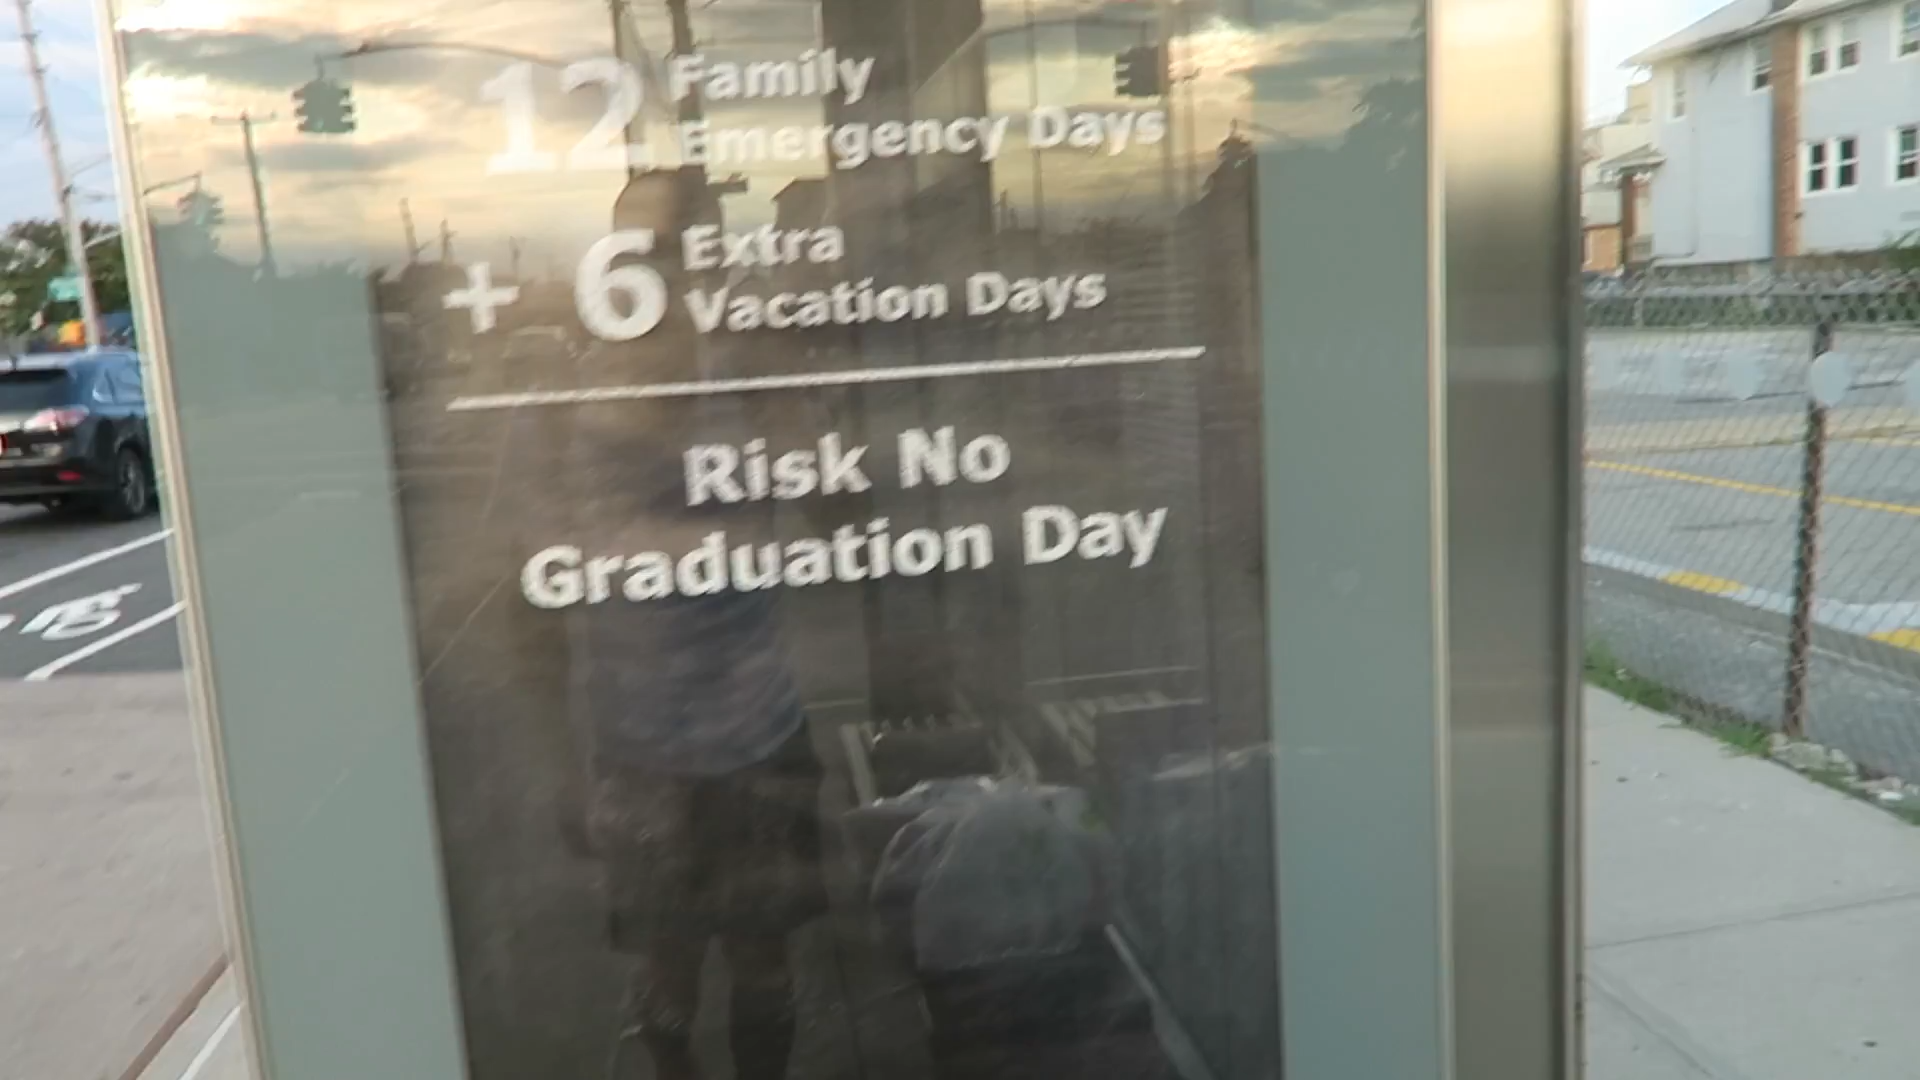 12 Family
Emergency Days
+ 6 Extra
Vacation Days
Risk No
Graduation Day